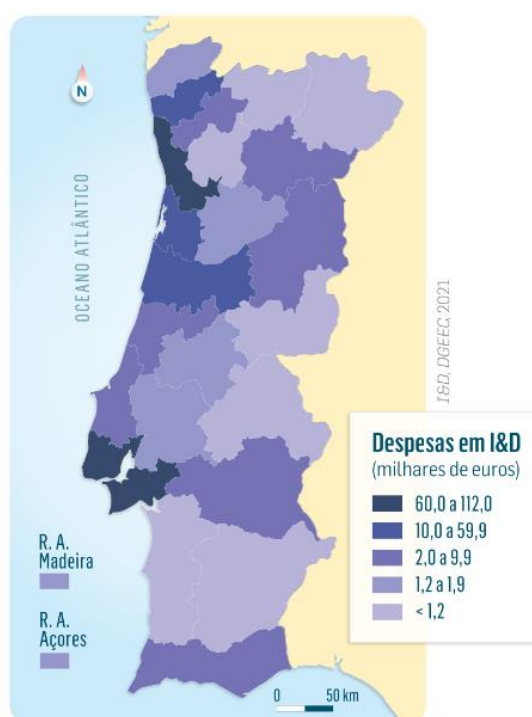 N
OCEANO ATLÂNTICO
I&D, DGEEC, 2021
Despesas em I&D
(milhares de euros)
60,0 a 112,0
10,0 a 59,9
2,0 a 9,9
1,2 a 1,9
< 1,2
R. A.
Madeira
R. A.
Açores
0 50 km